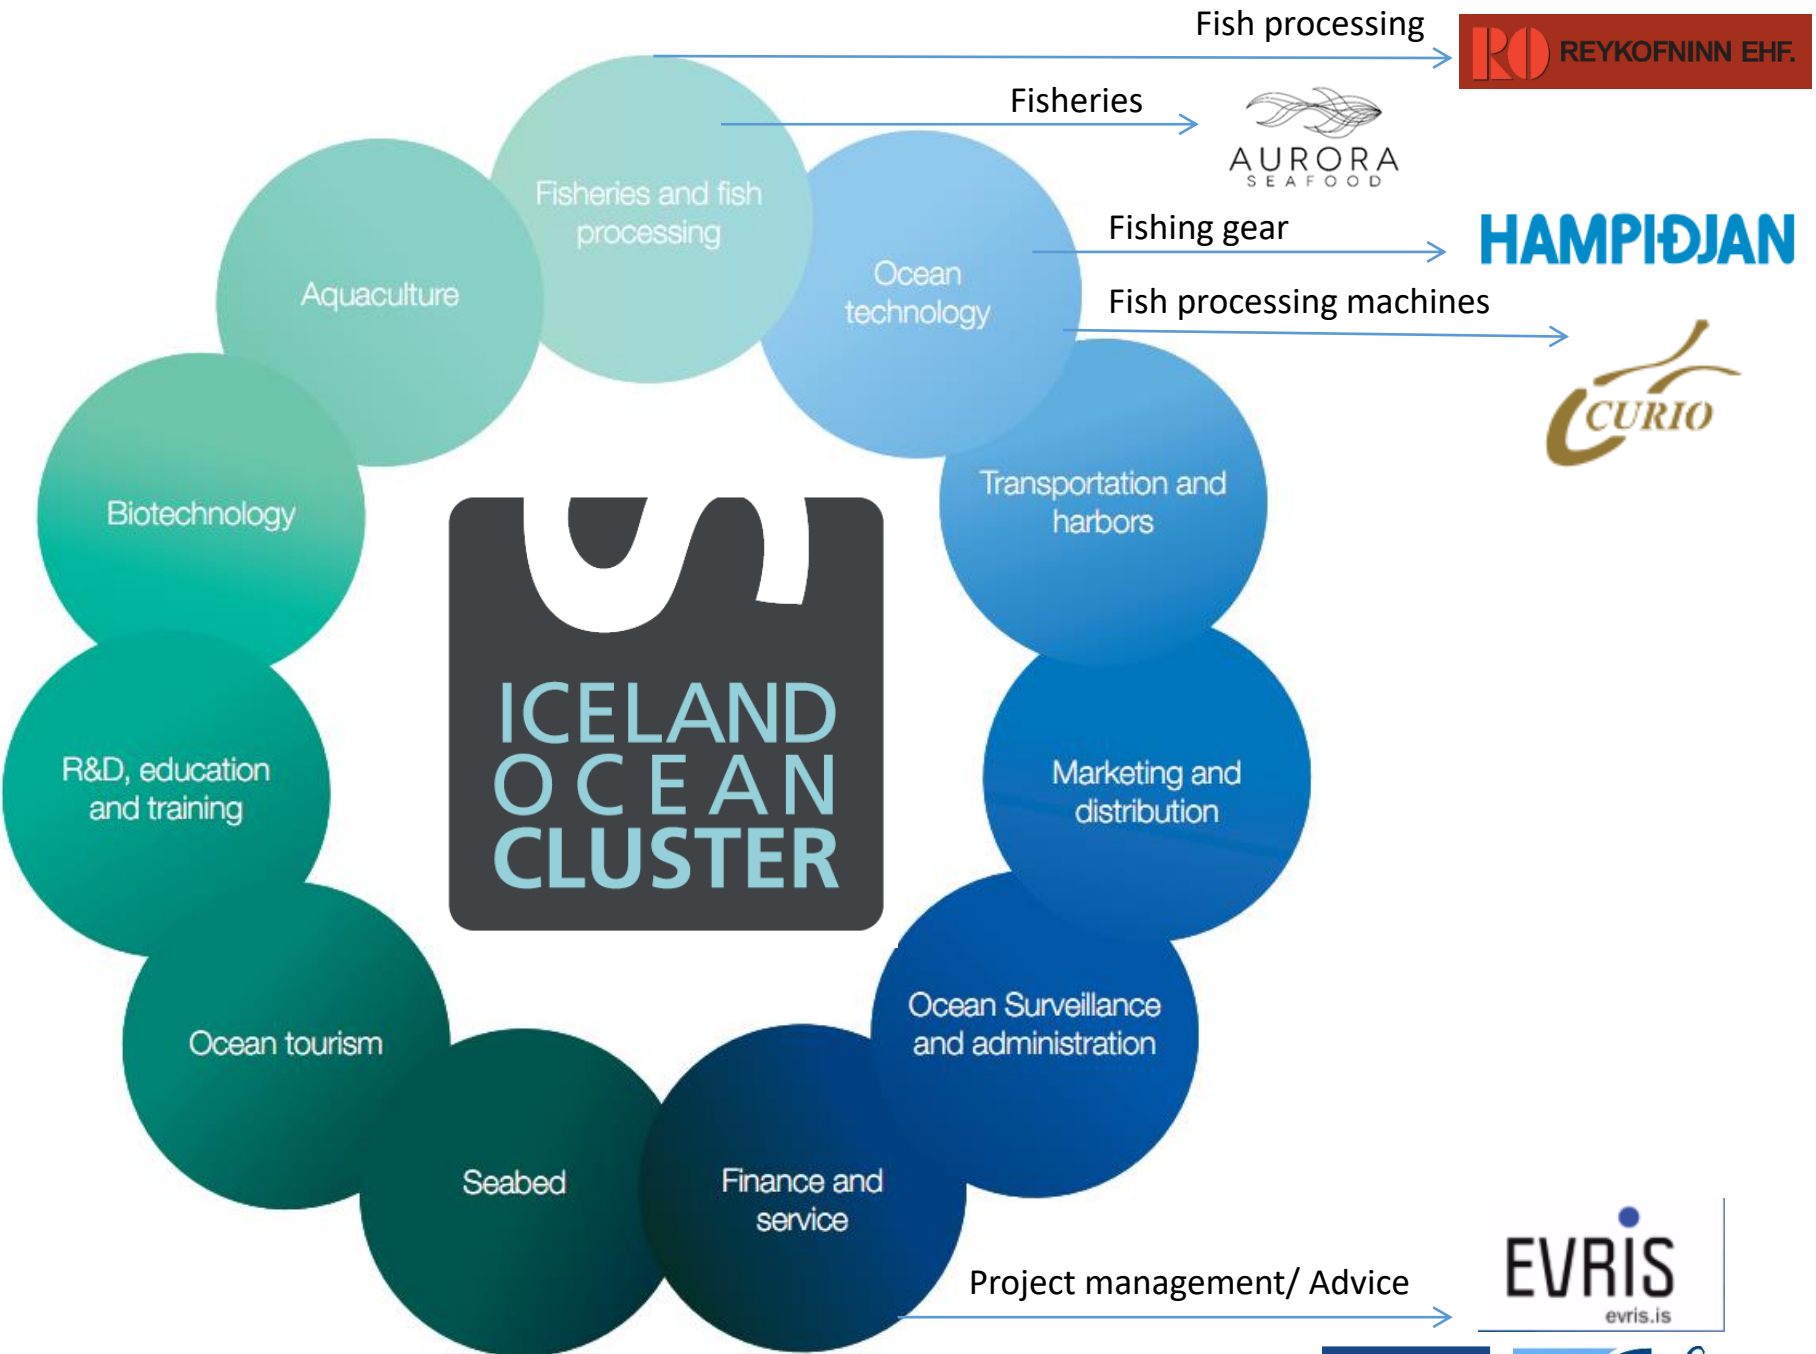 Fish processing
RO REYKOFNINN EHF.
Fisheries
AURORA
SEAFOOD
Fisheries and fish
processing
Fishing gear
HAMPIÐJAN
Ocean
technology
Aquaculture
Fish processing machines
CURIO
Transportation and
harbors
Biotechnology
ICELAND
OCEAN
CLUSTER
R&D, education
and training
Marketing and
distribution
Ocean Surveillance
and administration
Ocean tourism
Seabed
Finance and
service
Project management/ Advice
EVRIS
evris.is